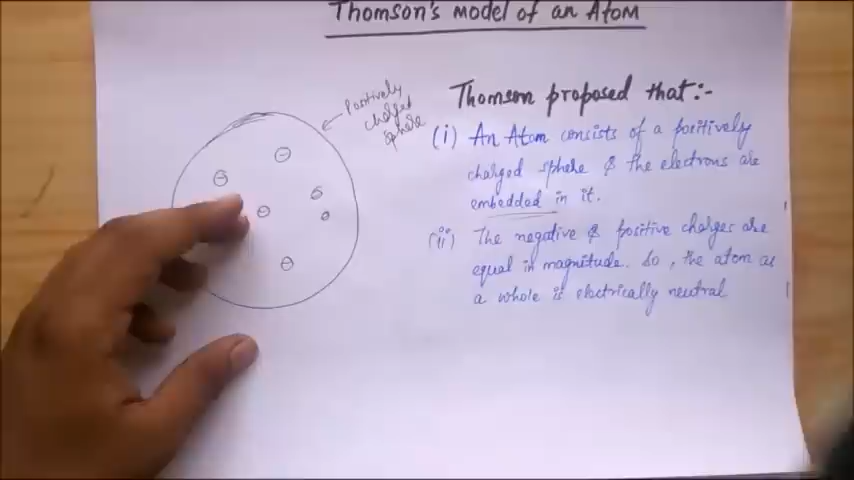 Thomson's model of an Atom
Positively
charged
sphere
Thomson proposed that:-
(i) An Atom consists of a positively
charged sphere & the electrons are
embedded in it.
(ii) The negative & positive charges are
equal in magnitude. So, the atom as
a whole is electrically neutral